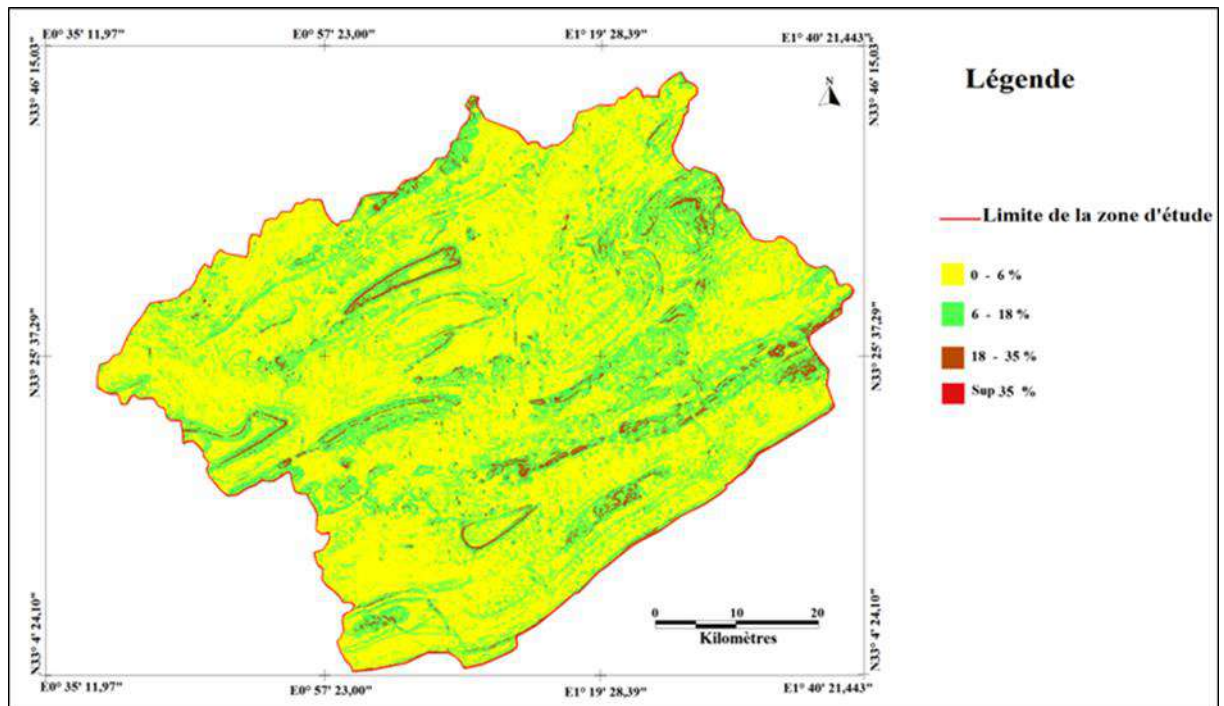 E0° 35' 11,97"
E0° 57' 23,00"
E1° 19' 28,39"
E1° 40' 21,443"
N33° 46' 15,03"
N33° 46' 15,03"
N
Légende
Limite de la zone d'étude
0 - 6 %
6 - 18 %
18 - 35 %
Sup 35 %
N33° 25' 37,29"
N33° 25' 37,29"
N33° 4' 24,10"
N33° 4' 24,10"
0 10 20
Kilomètres
E0° 35' 11,97"
E0° 57' 23,00"
E1° 19' 28,39"
E1° 40' 21,443"